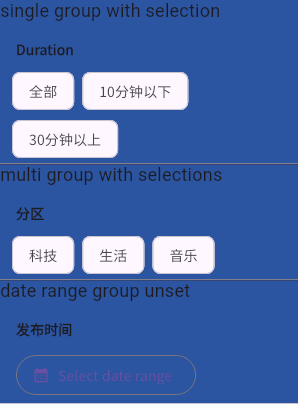 single group with selection
Duration
全部 10分钟以下
30分钟以上
multi group with selections
分区
科技 生活 音乐
date range group unset
发布时间
Select date range